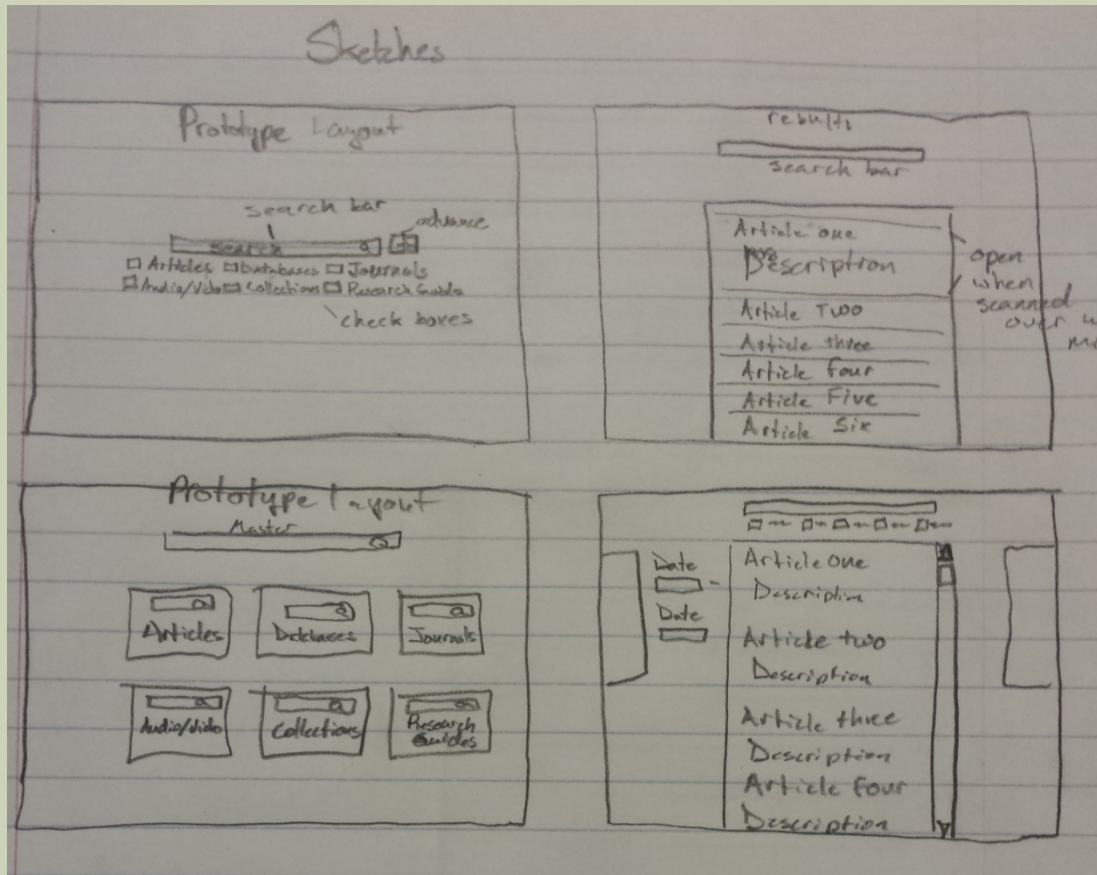 Sketches
Prototype Layout
search bar
advance
search
Articles Databases Journals
Audio/Video Collections Research Guide
check boxes
results
search bar
Article one
Description
Article Two
Article three
Article four
Article Five
Article Six
open
when
scanned
over
Prototype Layout
Master
Articles
Databases
Journals
Audio/Video
Collections
Research
Guides
Date
Date
Article One
Description
Article two
Description
Article three
Description
Article four
Description